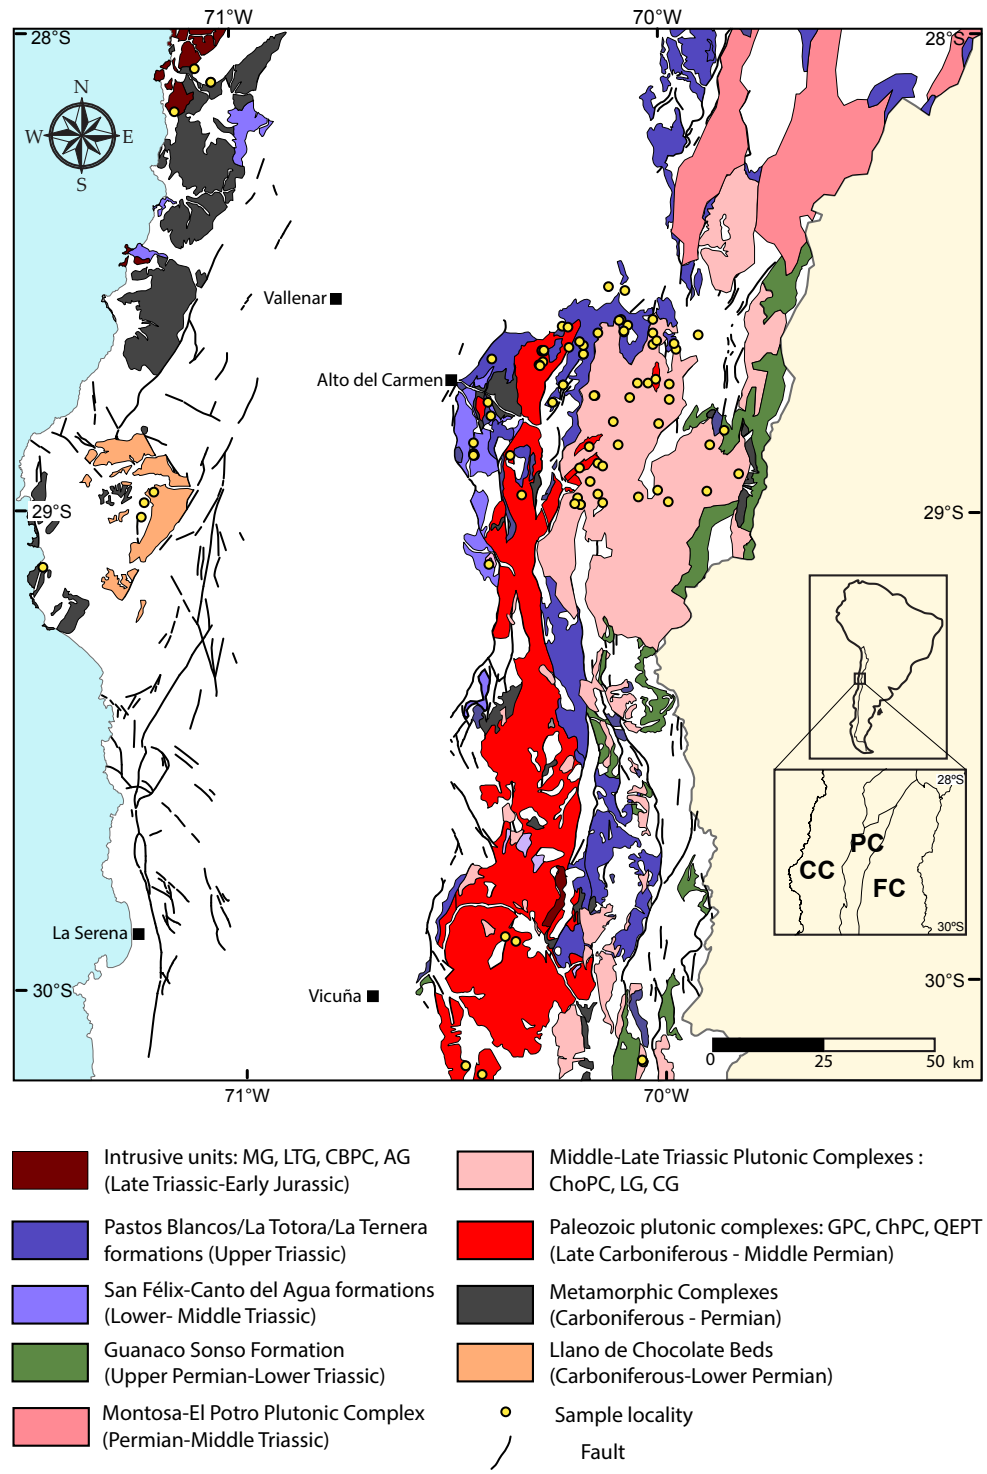 71°W
70°W
28°S
28°S
N
W
E
S
Vallenar
Alto del Carmen
29°S
29°S
28°S
PC
CC
FC
30°S
La Serena
30°S
Vicuña
30°S
0
25
50
km
71°W
70°W
Intrusive units: MG, LTG, CBPC, AG
(Late Triassic-Early Jurassic)
Pastos Blancos/La Totora/La Ternera
formations (Upper Triassic)
San Félix-Canto del Agua formations
(Lower- Middle Triassic)
Guanaco Sonso Formation
(Upper Permian-Lower Triassic)
Montosa-El Potro Plutonic Complex
(Permian-Middle Triassic)
Middle-Late Triassic Plutonic Complexes :
ChoPC, LG, CG
Paleozoic plutonic complexes: GPC, ChPC, QEPT
(Late Carboniferous - Middle Permian)
Metamorphic Complexes
(Carboniferous - Permian)
Llano de Chocolate Beds
(Carboniferous-Lower Permian)
Sample locality
Fault